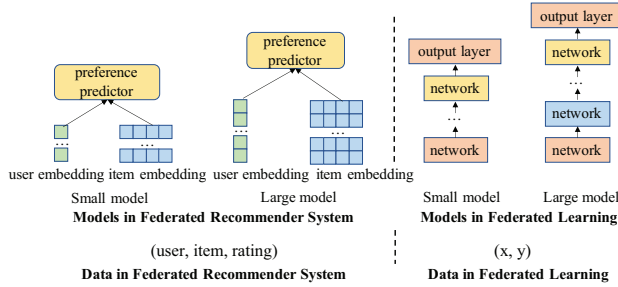 preference
predictor
...
...
user embedding item embedding
Small model
preference
predictor
...
...
user embedding item embedding
Large model
Models in Federated Recommender System
output layer
network
...
network
Small model
output layer
network
...
network
network
Large model
Models in Federated Learning
(user, item, rating)
Data in Federated Recommender System
(x, y)
Data in Federated Learning